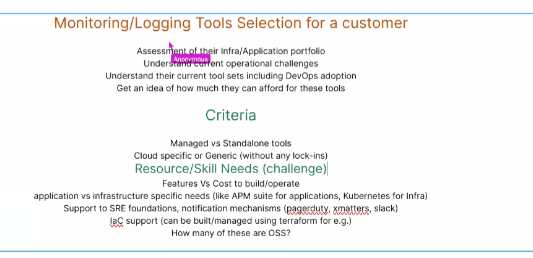 Monitoring/Logging Tools Selection for a customer
Assessment of their Infra/Application portfolio
Anonymous
Understand current operational challenges
Understand their current tool sets including DevOps adoption
Get an idea of how much they can afford for these tools
Criteria
Managed vs Standalone tools
Cloud specific or Generic (without any lock-ins)
Resource/Skill Needs (challenge)
Features Vs Cost to build/operate
application vs infrastructure specific needs (like APM suite for applications, Kubernetes for Infra)
Support to SRE foundations, notification mechanisms (pagerduty, xmatters, slack)
IaC support (can be built/managed using terraform for e.g.)
How many of these are OSS?